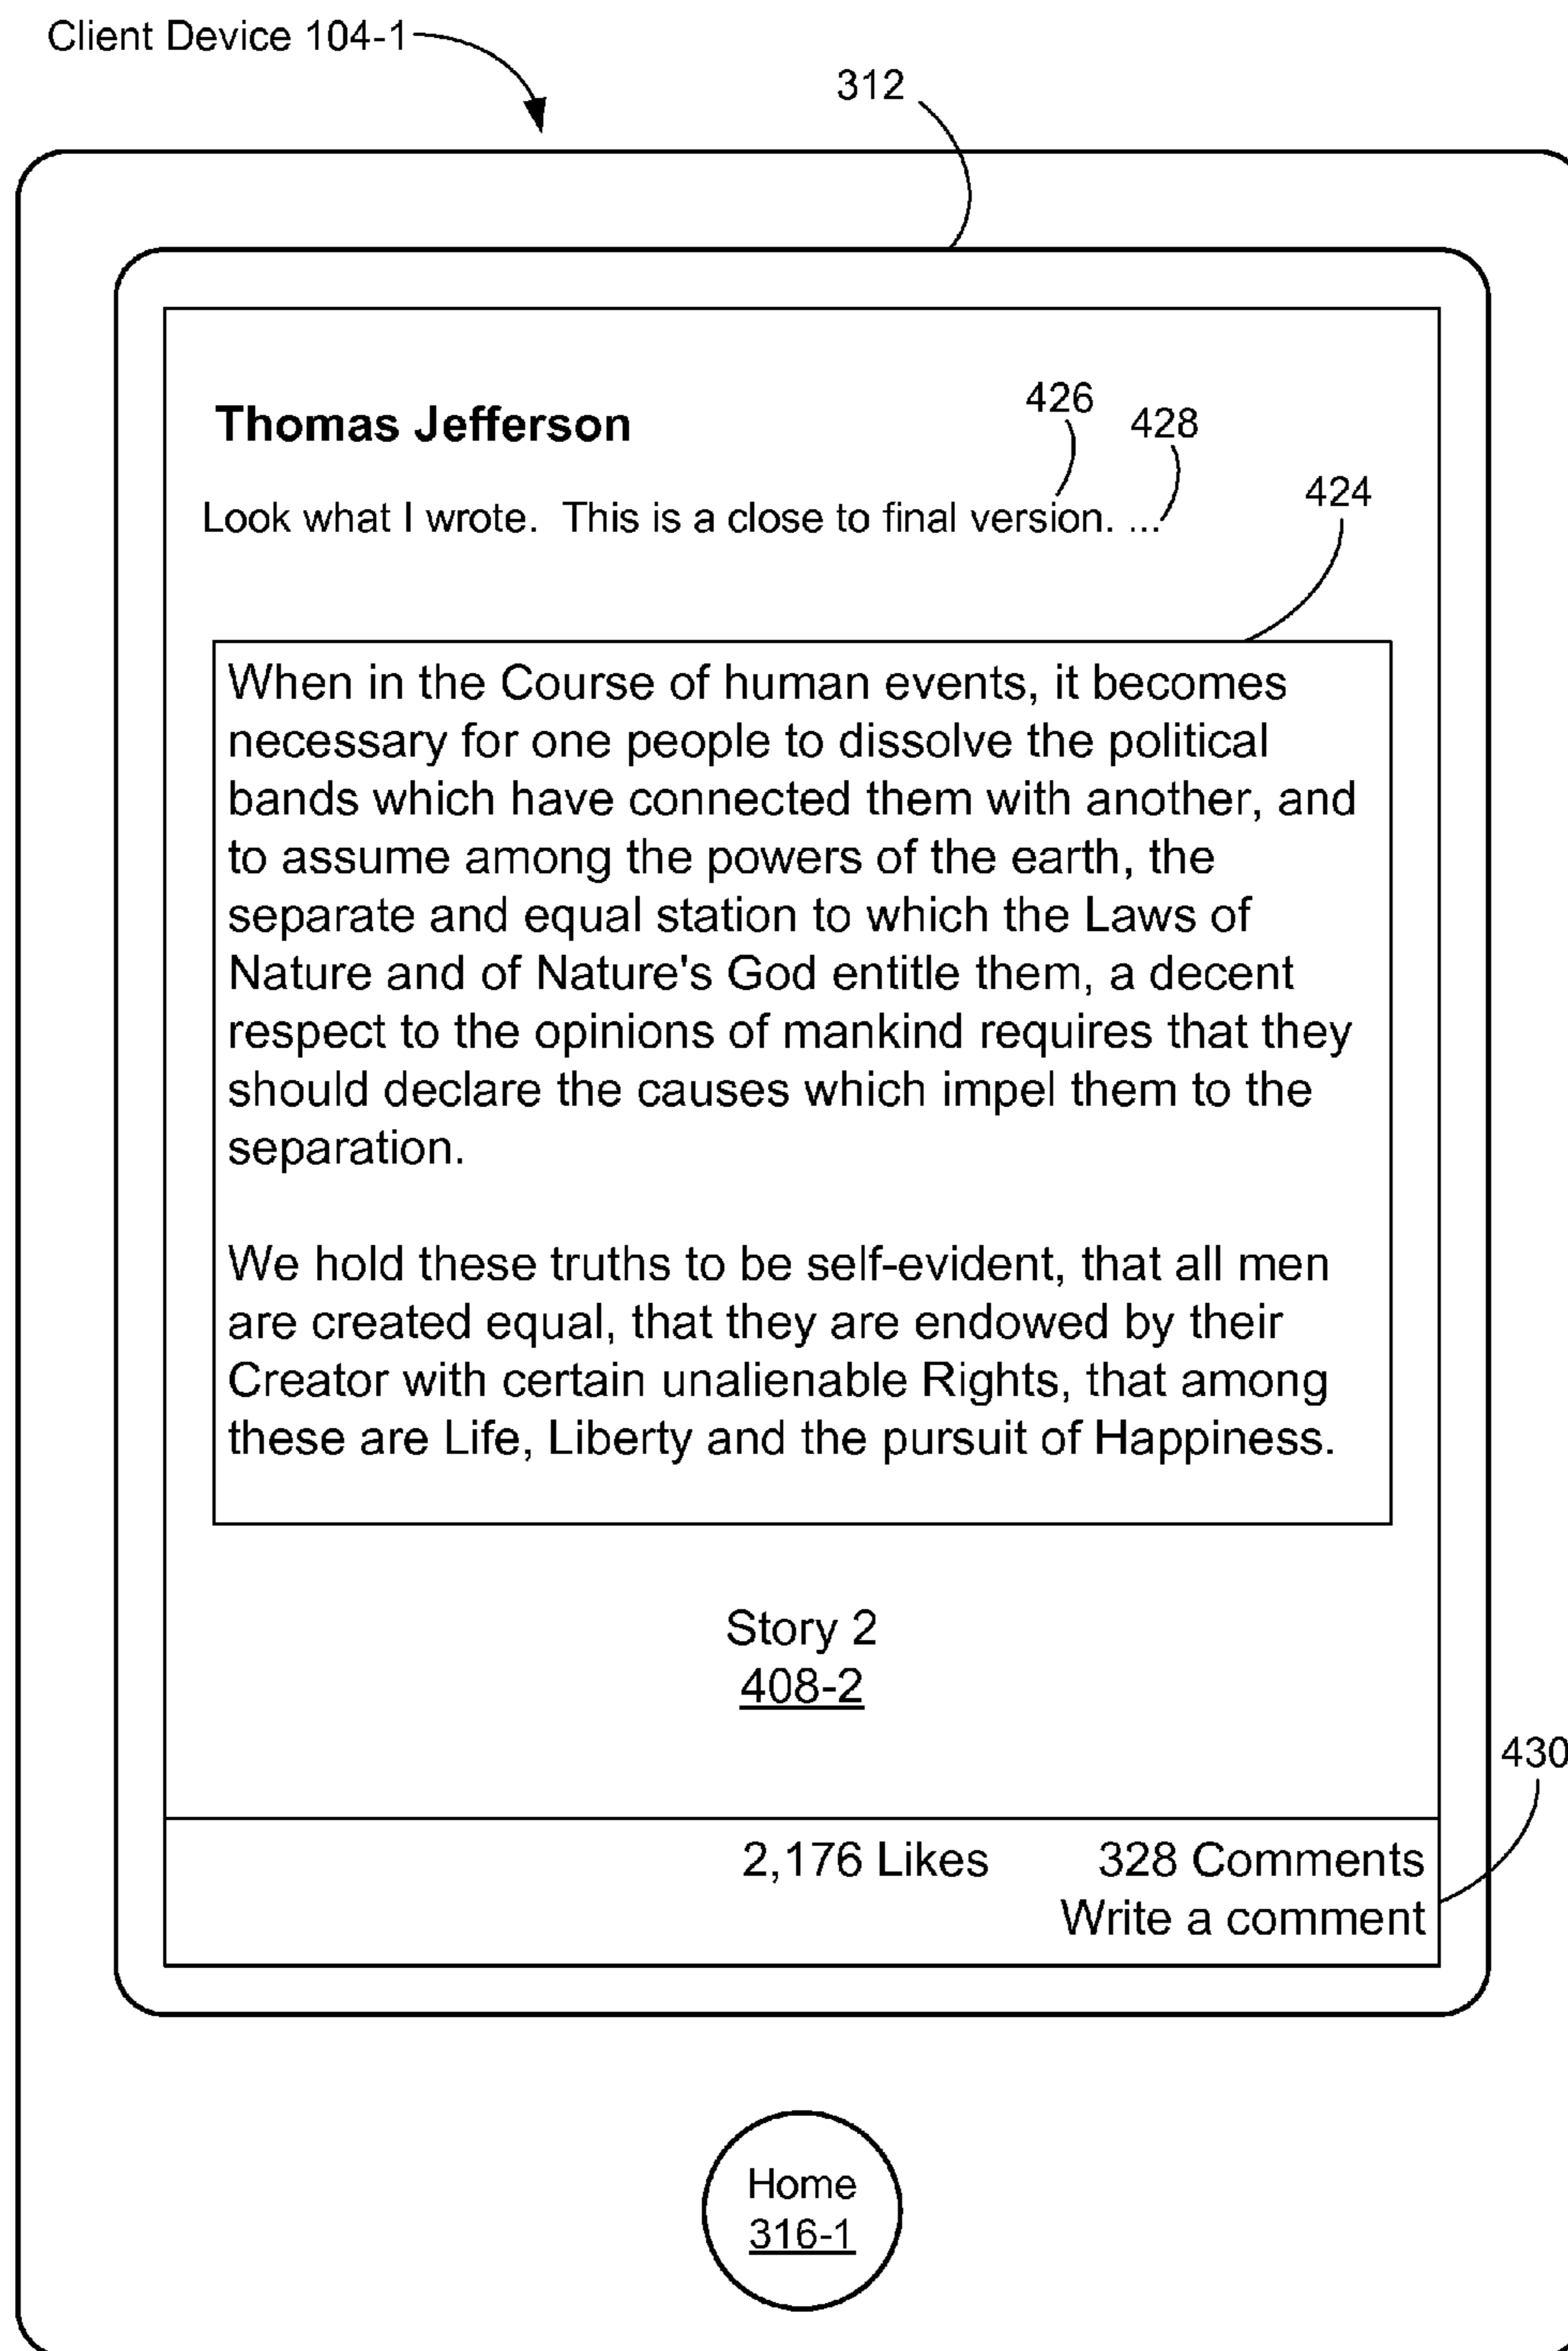 Client Device 104-1
312
Thomas Jefferson
426
428
424
Look what I wrote.  This is a close to final version. ...
When in the Course of human events, it becomes
necessary for one people to dissolve the political
bands which have connected them with another, and
to assume among the powers of the earth, the
separate and equal station to which the Laws of
Nature and of Nature's God entitle them, a decent
respect to the opinions of mankind requires that they
should declare the causes which impel them to the
separation.
We hold these truths to be self-evident, that all men
are created equal, that they are endowed by their
Creator with certain unalienable Rights, that among
these are Life, Liberty and the pursuit of Happiness.
Story 2
408-2
430
2,176 Likes 328 Comments
Write a comment
Home
316-1